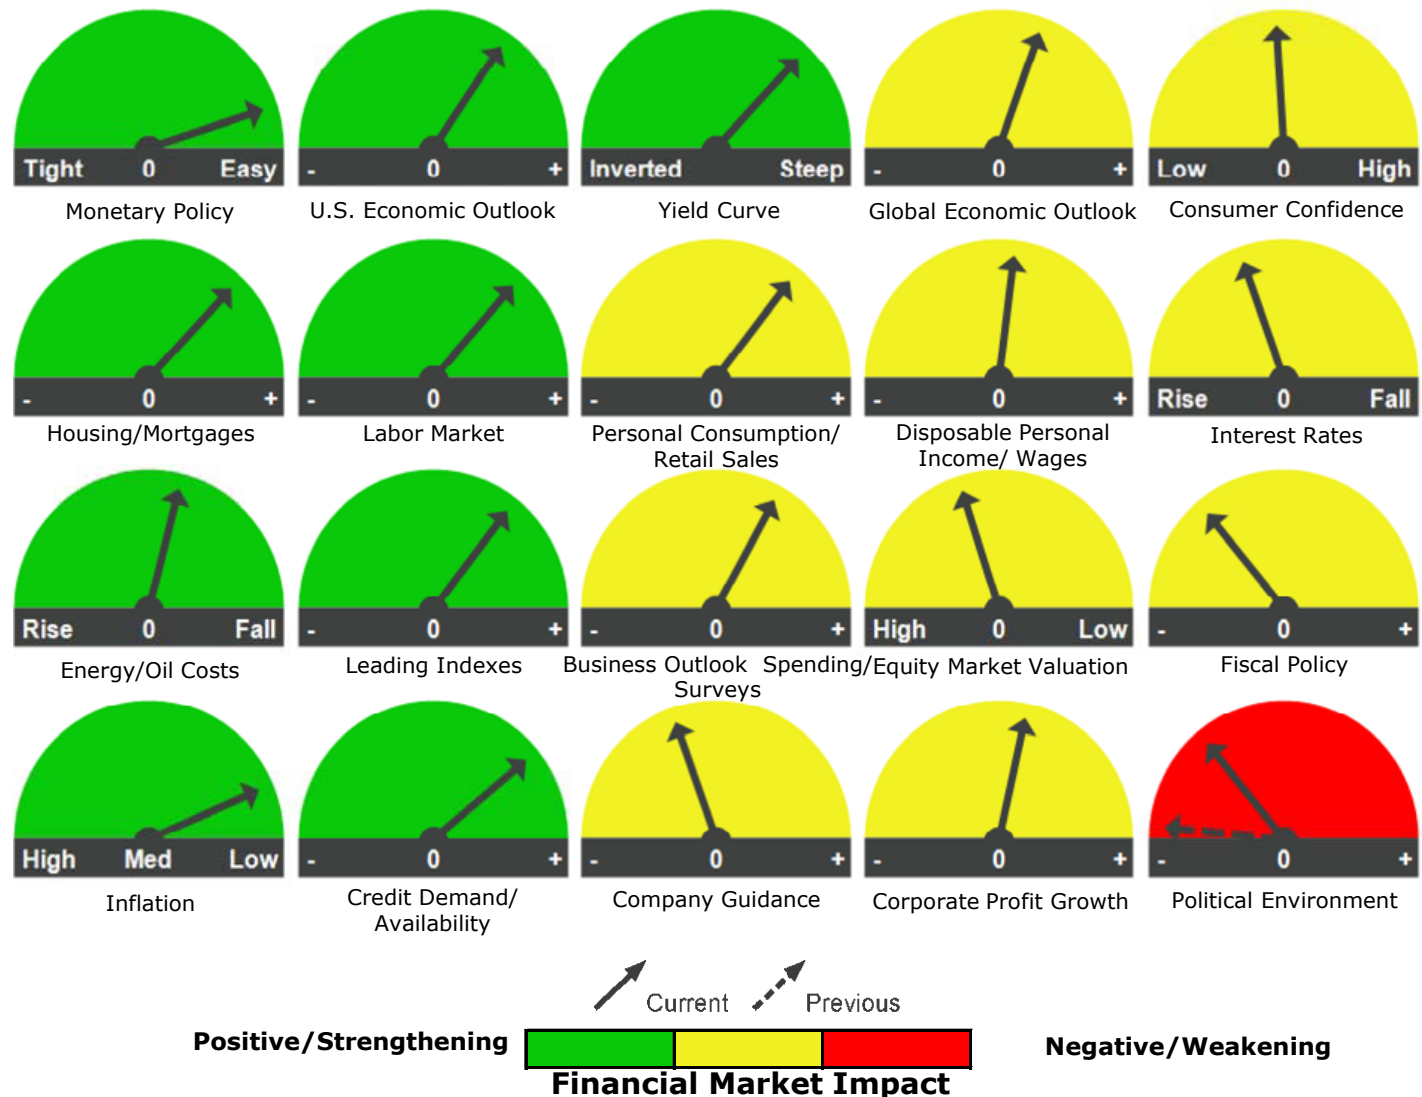 Tight 0 Easy
- 0 +
Inverted Steep
- 0 +
Low 0 High
Monetary Policy
U.S. Economic Outlook
Yield Curve
Global Economic Outlook
Consumer Confidence
- 0 +
- 0 +
- 0 +
- 0 +
Rise 0 Fall
Housing/Mortgages
Labor Market
Personal Consumption/
Retail Sales
Disposable Personal
Income/ Wages
Interest Rates
Rise 0 Fall
- 0 +
- 0 +
High 0 Low
- 0 +
Energy/Oil Costs
Leading Indexes
Business Outlook Spending/
Surveys
Equity Market Valuation
Fiscal Policy
High Med Low
- 0 +
- 0 +
- 0 +
- 0 +
Inflation
Credit Demand/
Availability
Company Guidance
Corporate Profit Growth
Political Environment
Current
Previous
Positive/Strengthening
Negative/Weakening
Financial Market Impact